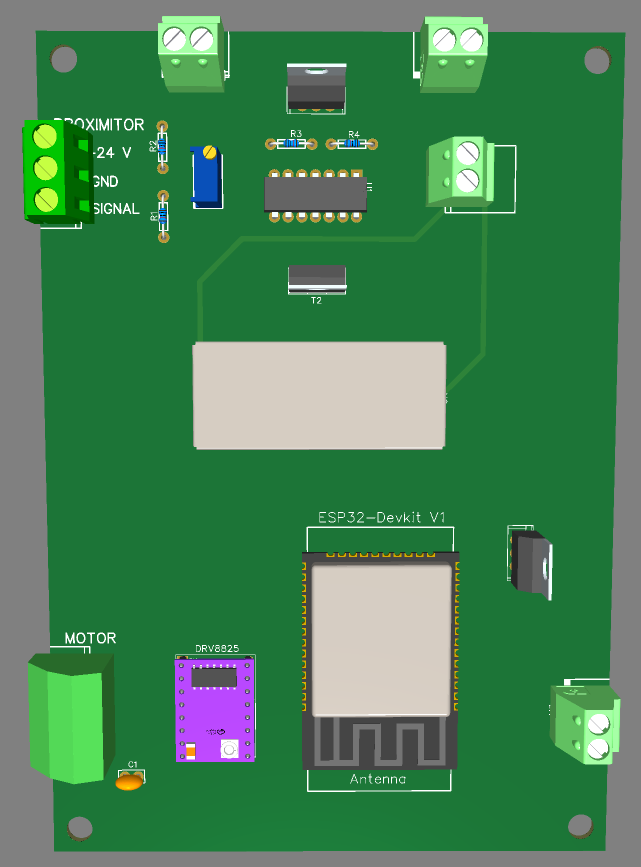 PROXIMITOR
R3
R4
R2
-24 V
GND
SIGNAL
R1
T2
ESP32-Devkit V1
MOTOR
DRV8825
C1
Antenna